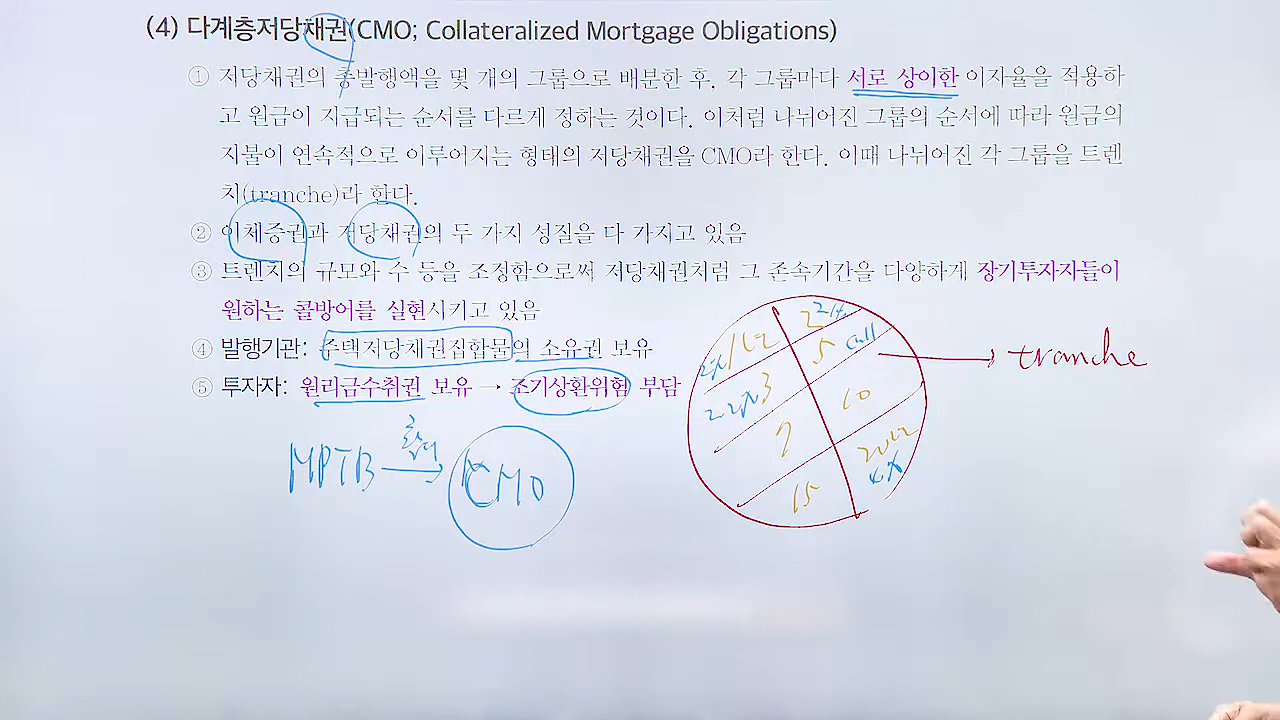 (4) 다계층저당채권(CMO; Collateralized Mortgage Obligations)
① 저당채권의 총발행액을 몇 개의 그룹으로 배분한 후, 각 그룹마다 서로 상이한 이자율을 적용하
고 원금이 지급되는 순서를 다르게 정하는 것이다. 이처럼 나뉘어진 그룹의 순서에 따라 원금의
지불이 연속적으로 이루어지는 형태의 저당채권을 CMO라 한다. 이때 나뉘어진 각 그룹을 트렌
치(tranche)라 한다.
② 이체증권과 저당채권의 두 가지 성질을 다 가지고 있음
③ 트렌치의 규모와 수 등을 조정함으로써 저당채권처럼 그 존속기간을 다양하게 장기투자자들이
원하는 콜방어를 실현시키고 있음
④ 발행기관: 주택저당채권집합물의 소유권 보유
⑤ 투자자: 원리금수취권 보유 → 조기상환위험 부담
2
1년
5 call
tranche
2% 3
2.2%
10
7
20년
4%
15
MPTB → CMO